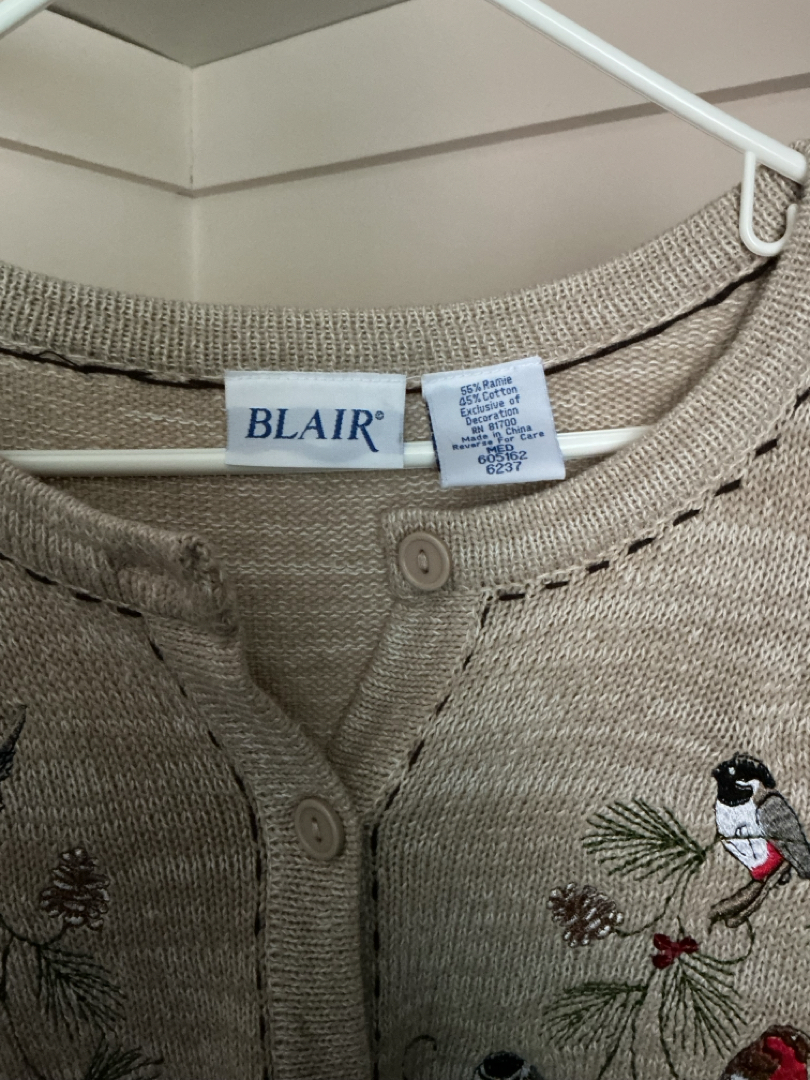 BLAIR®
55% Ramie
45% Cotton
Exclusive of
Decoration
RN 81700
Made in China
Reverse For Care
MED
605162
6237